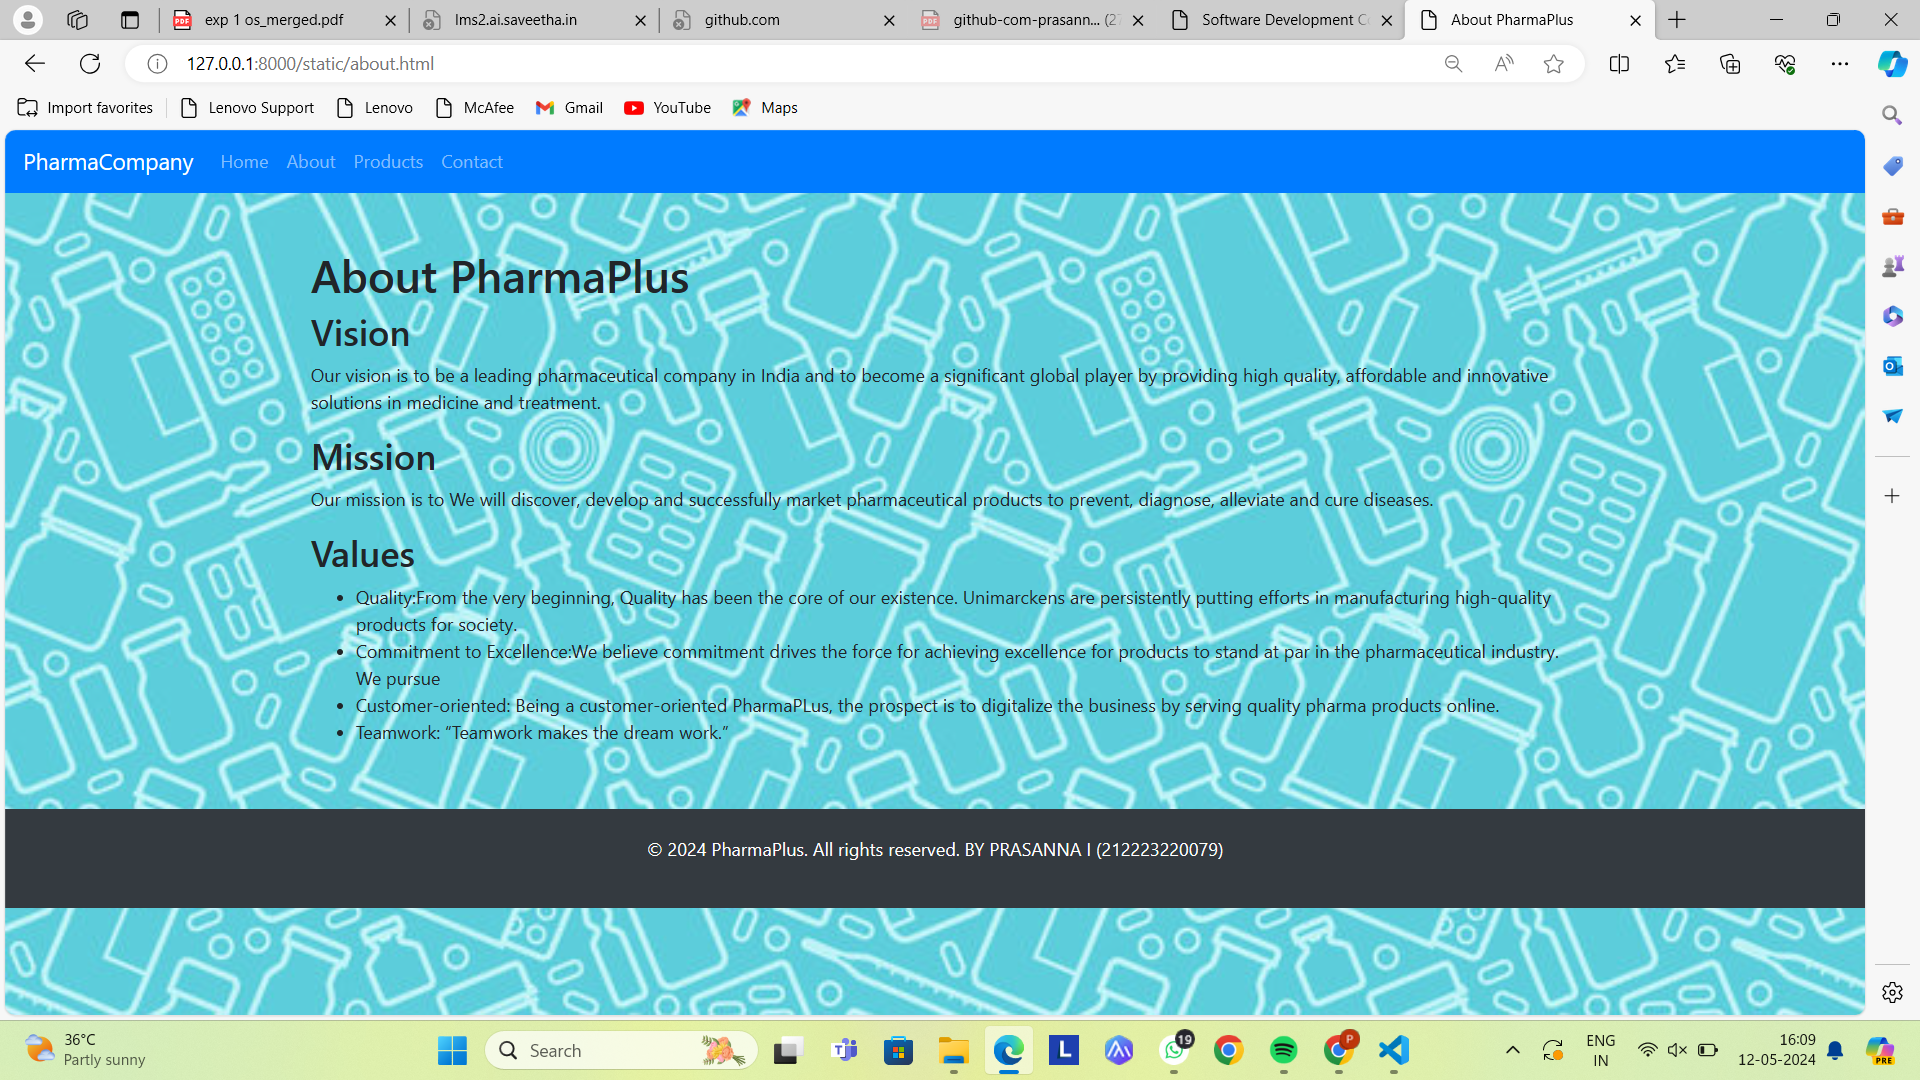 exp 1 os_merged.pdf
lms2.ai.saveetha.in
github.com
github-com-prasann... (27
Software Development C
About PharmaPlus
127.0.0.1:8000/static/about.html
Import favorites
Lenovo Support
Lenovo
McAfee
Gmail
YouTube
Maps
PharmaCompany Home About Products Contact
About PharmaPlus
Vision
Our vision is to be a leading pharmaceutical company in India and to become a significant global player by providing high quality, affordable and innovative
solutions in medicine and treatment.
Mission
Our mission is to We will discover, develop and successfully market pharmaceutical products to prevent, diagnose, alleviate and cure diseases.
Values
• Quality:From the very beginning, Quality has been the core of our existence. Unimarckens are persistently putting efforts in manufacturing high-quality
products for society.
• Commitment to Excellence:We believe commitment drives the force for achieving excellence for products to stand at par in the pharmaceutical industry.
We pursue
• Customer-oriented: Being a customer-oriented PharmaPLus, the prospect is to digitalize the business by serving quality pharma products online.
• Teamwork: “Teamwork makes the dream work.”
© 2024 PharmaPlus. All rights reserved. BY PRASANNA I (212223220079)
36°C
Partly sunny
Search
19
P
ENG
IN
16:09
12-05-2024
PRE